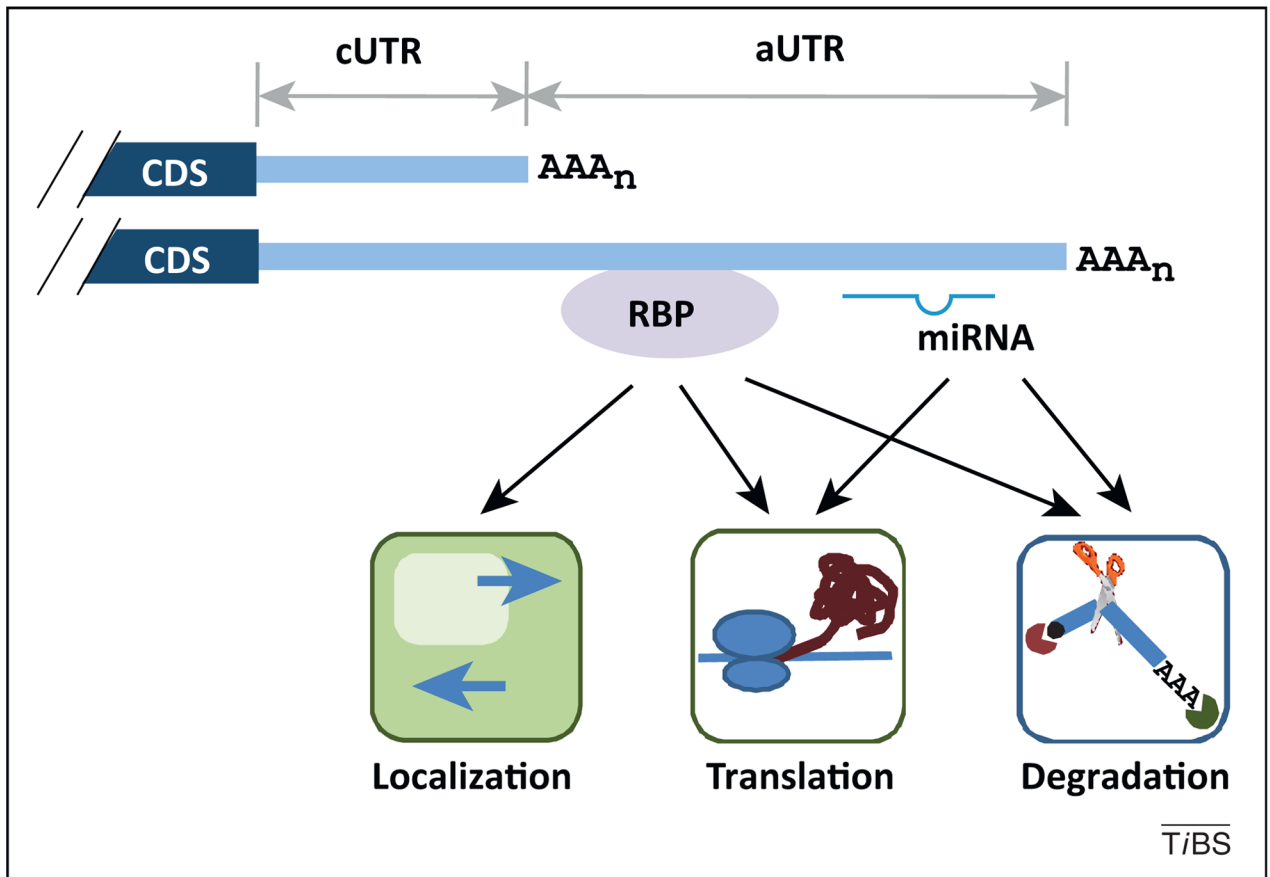 cUTR aUTR
CDS AAAn
CDS AAAn
RBP
miRNA
Localization Translation Degradation
AAA
TiBS